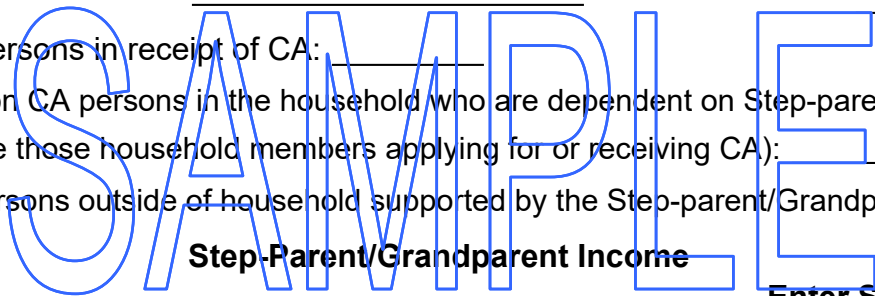 ersons in receipt of CA: __________
on CA persons in the household who are dependent on Step-pare
e those household members applying for or receiving CA):
rsons outside of household supported by the Step-parent/Grandp
Step-Parent/Grandparent Income
Enter S
SAMPLE